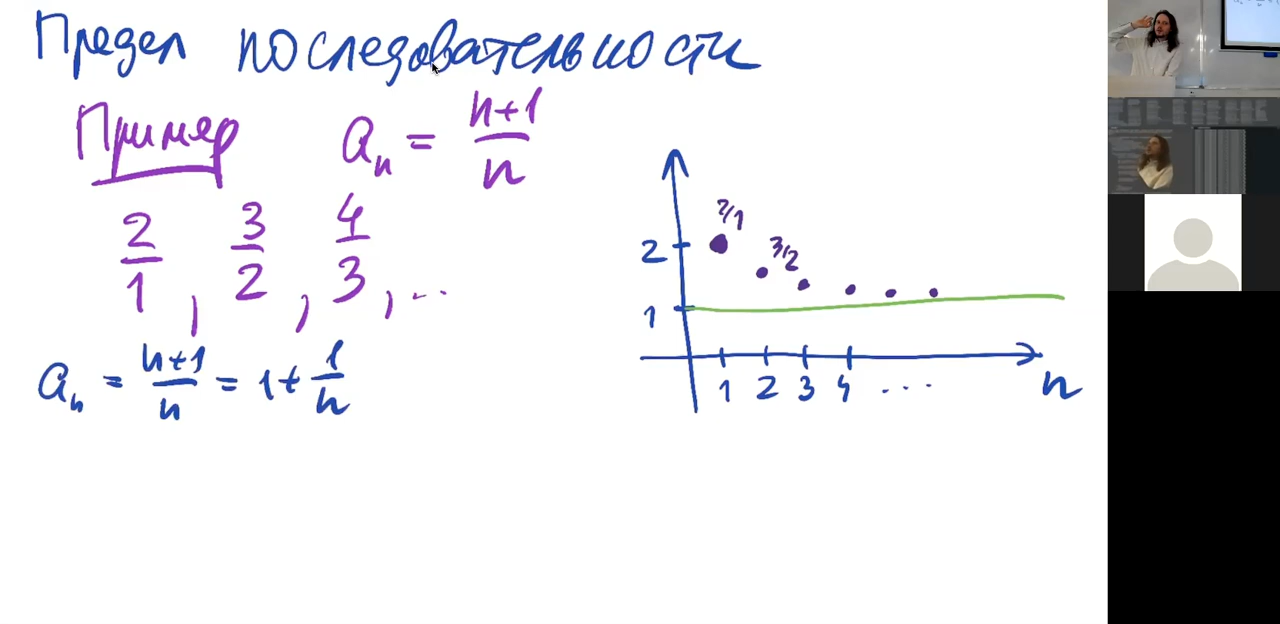 Предел последовательности
Пример aₙ = (n+1)/n
2/1, 3/2, 4/3, ...
aₙ = (n+1)/n = 1 + 1/n
2/1
3/2
2
1
1 2 3 4 ... n